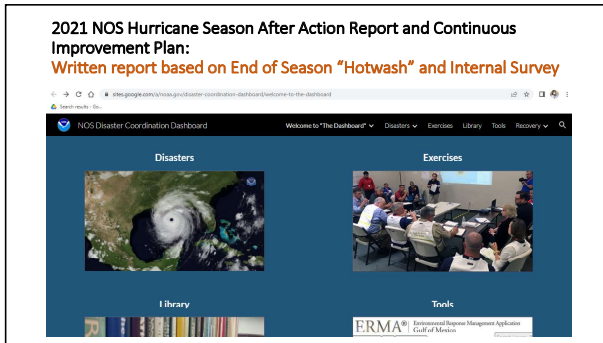 2021 NOS Hurricane Season After Action Report and Continuous
Improvement Plan:
Written report based on End of Season “Hotwash” and Internal Survey
sites.google.com/a/noaa.gov/disaster-coordination-dashboard/welcome-to-the-dashboard
Search results - Go...
NOS Disaster Coordination Dashboard Welcome to "The Dashboard" Disasters Exercises Library Tools Recovery
Disasters Exercises
Library Tools
ERMA® Environmental Response Management Application
Gulf of Mexico